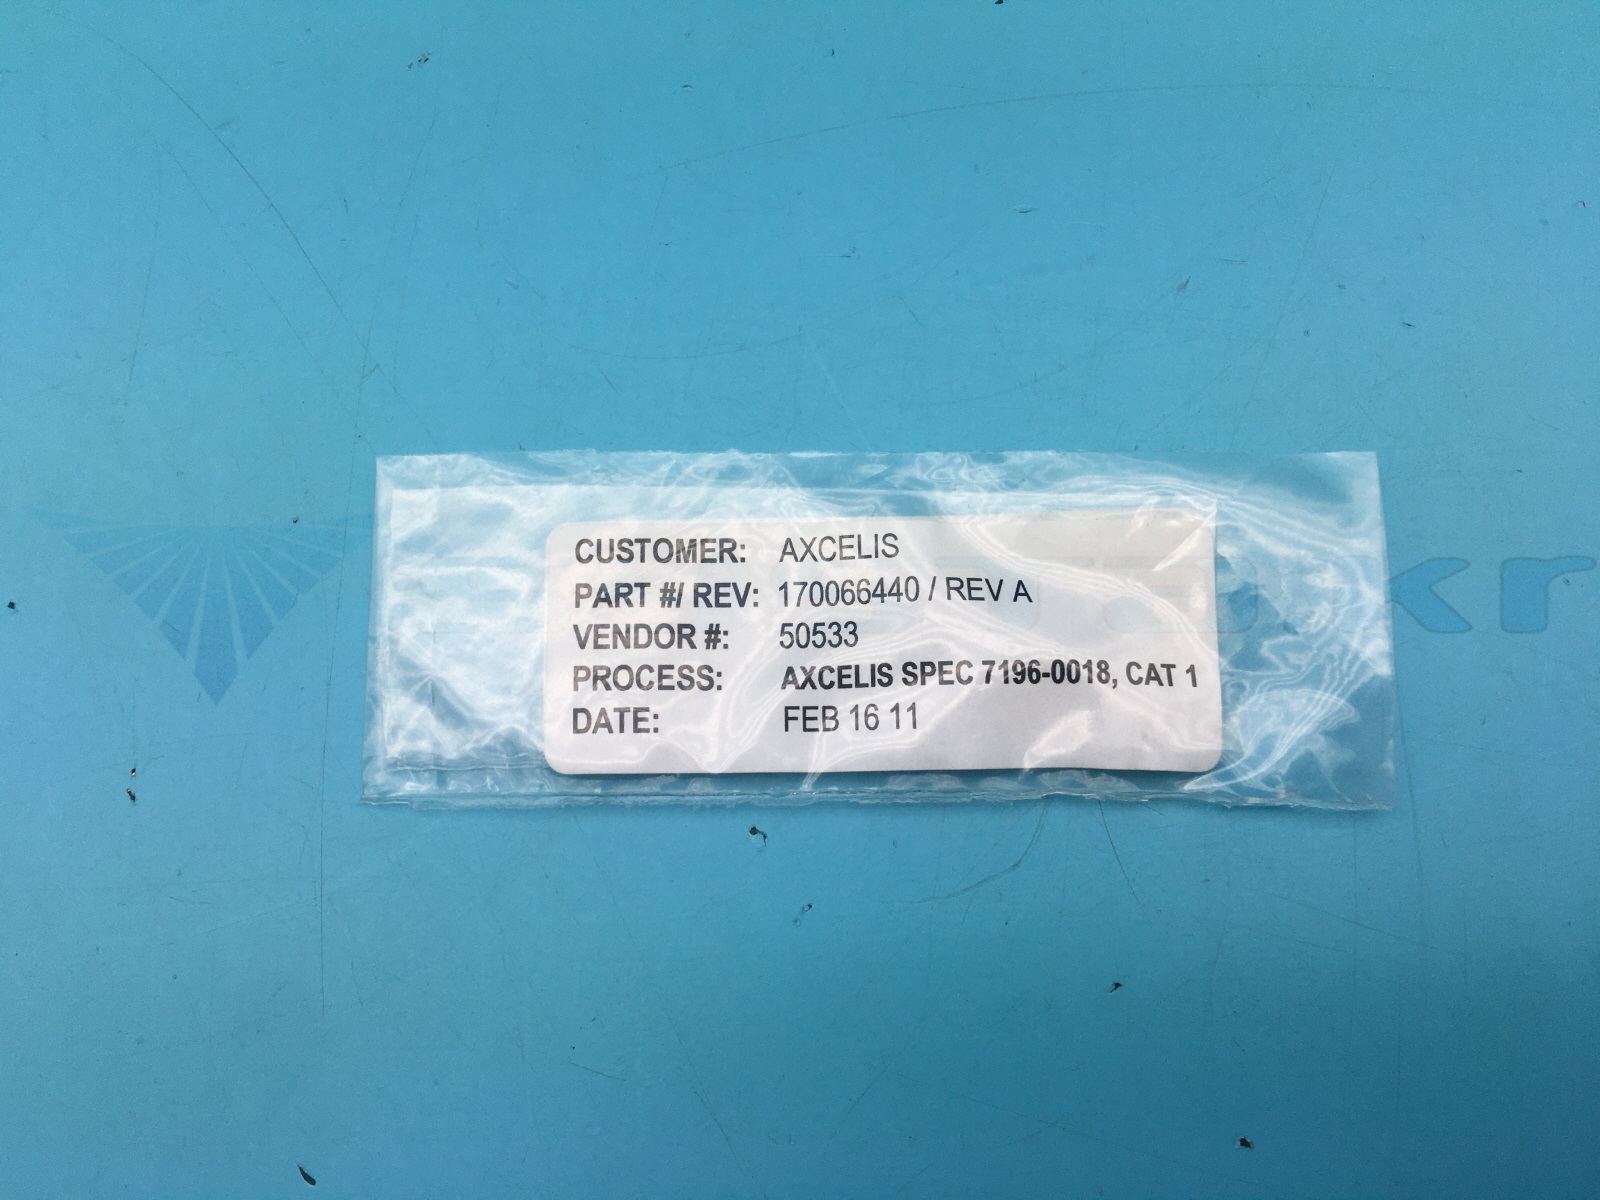 CUSTOMER: AXCELIS
PART #/ REV: 170066440 / REV A
VENDOR #: 50533
PROCESS: AXCELIS SPEC 7196-0018, CAT 1
DATE: FEB 16 11